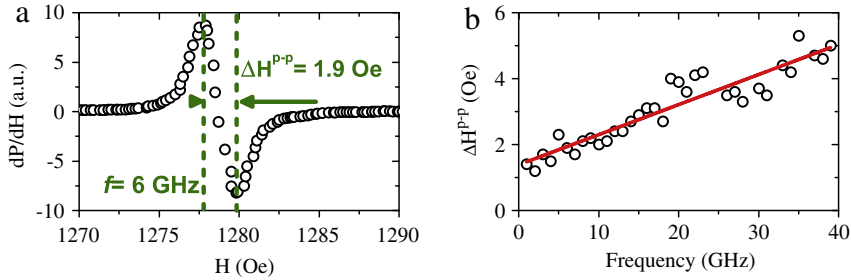 a
10
5
0
-5
-10
dP/dH (a.u.)
ΔH^p-p = 1.9 Oe
f= 6 GHz
1270 1275 1280 1285 1290
H (Oe)
b
6
4
2
0
ΔH^p-p (Oe)
0 10 20 30 40
Frequency (GHz)